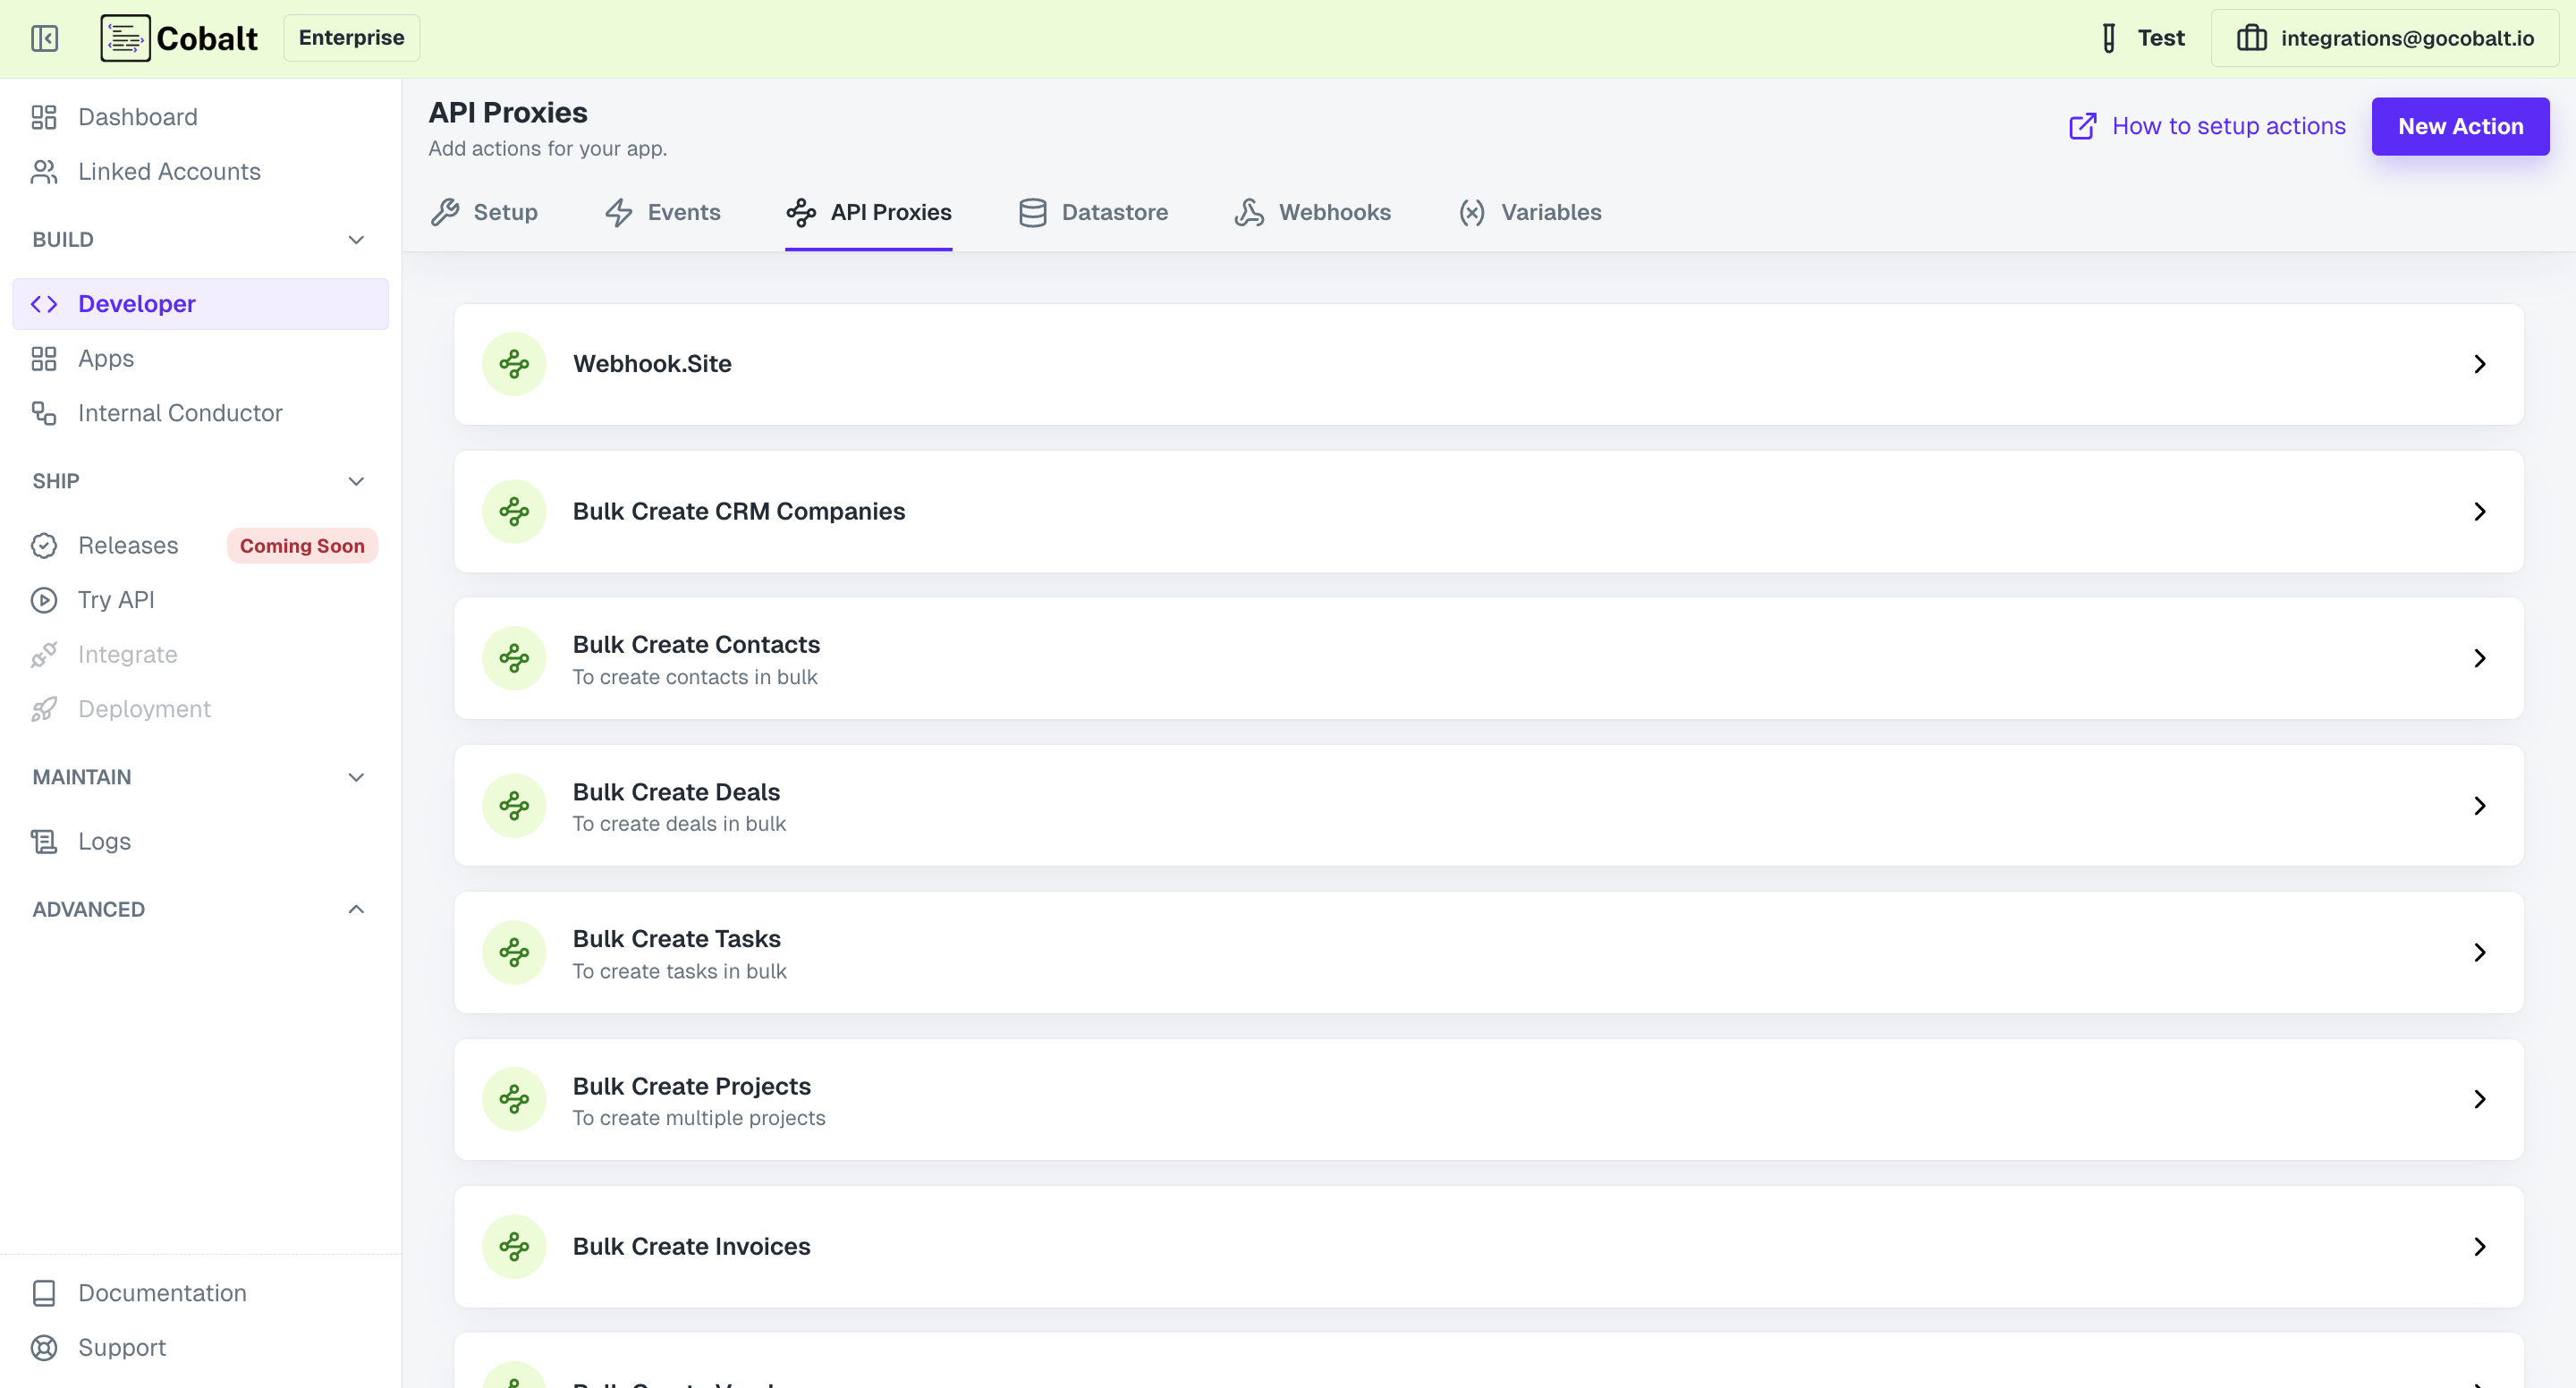 Cobalt
Enterprise
Test
integrations@gocobalt.io
Dashboard
Linked Accounts
BUILD
Developer
Apps
Internal Conductor
SHIP
Releases
Coming Soon
Try API
Integrate
Deployment
MAINTAIN
Logs
ADVANCED
Documentation
Support
API Proxies
Add actions for your app.
How to setup actions
New Action
Setup
Events
API Proxies
Datastore
Webhooks
Variables
Webhook.Site
Bulk Create CRM Companies
Bulk Create Contacts
To create contacts in bulk
Bulk Create Deals
To create deals in bulk
Bulk Create Tasks
To create tasks in bulk
Bulk Create Projects
To create multiple projects
Bulk Create Invoices
Bulk Create